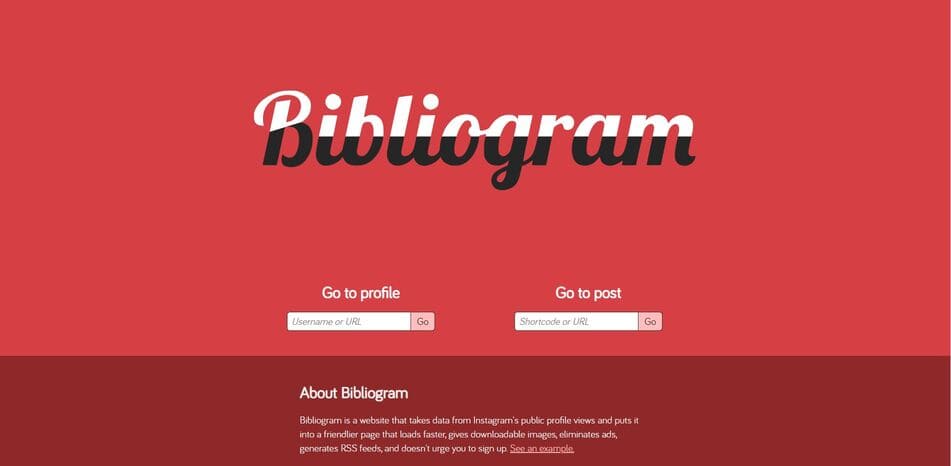 Bibliogram
Go to profile
Username or URL Go
Go to post
Shortcode or URL Go
About Bibliogram
Bibliogram is a website that takes data from Instagram's public profile views and puts it
into a friendlier page that loads faster, gives downloadable images, eliminates ads,
generates RSS feeds, and doesn't urge you to sign up. See an example.